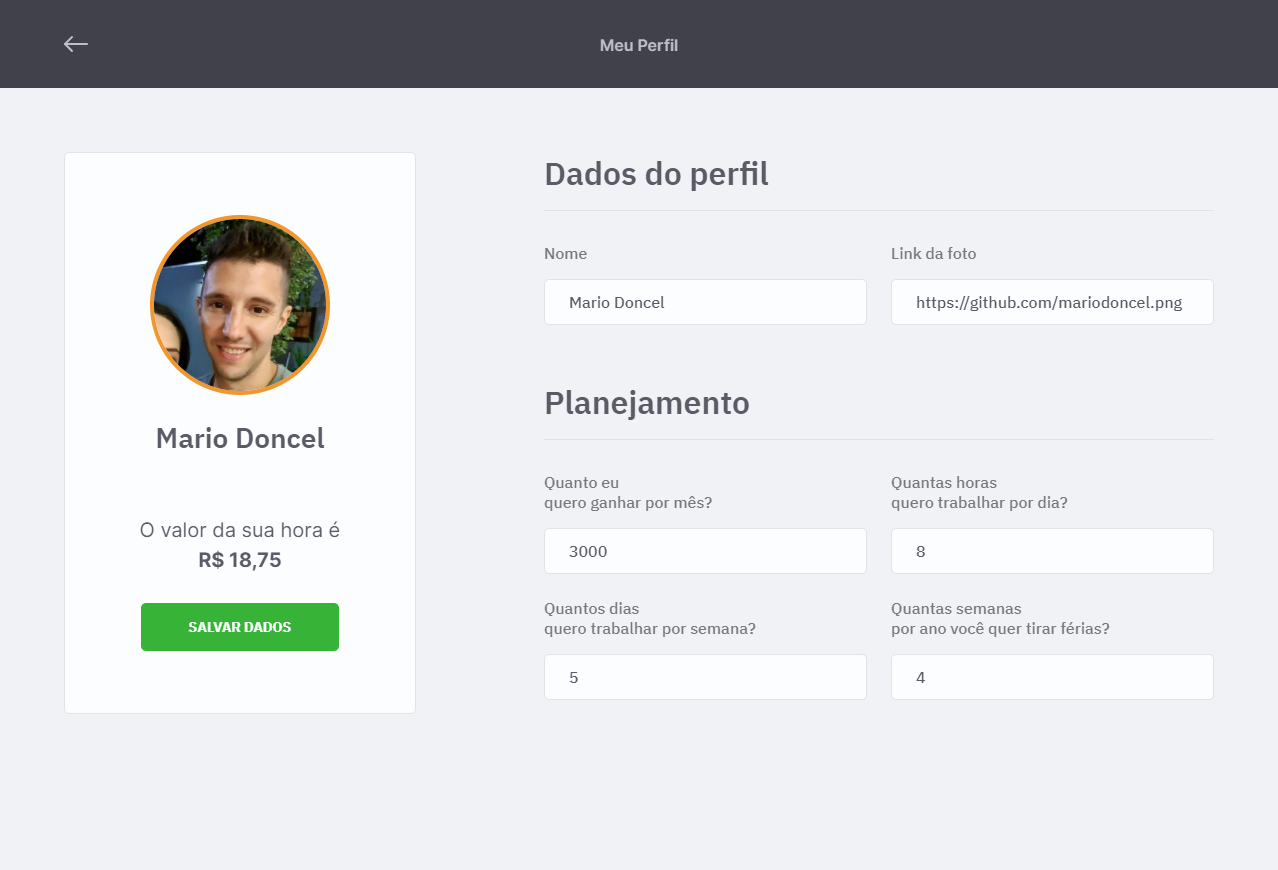 Meu Perfil
Mario Doncel
O valor da sua hora é
R$ 18,75
SALVAR DADOS
Dados do perfil
Nome
Mario Doncel
Link da foto
https://github.com/mariodoncel.png
Planejamento
Quanto eu
quero ganhar por mês?
3000
Quantas horas
quero trabalhar por dia?
8
Quantos dias
quero trabalhar por semana?
5
Quantas semanas
por ano você quer tirar férias?
4